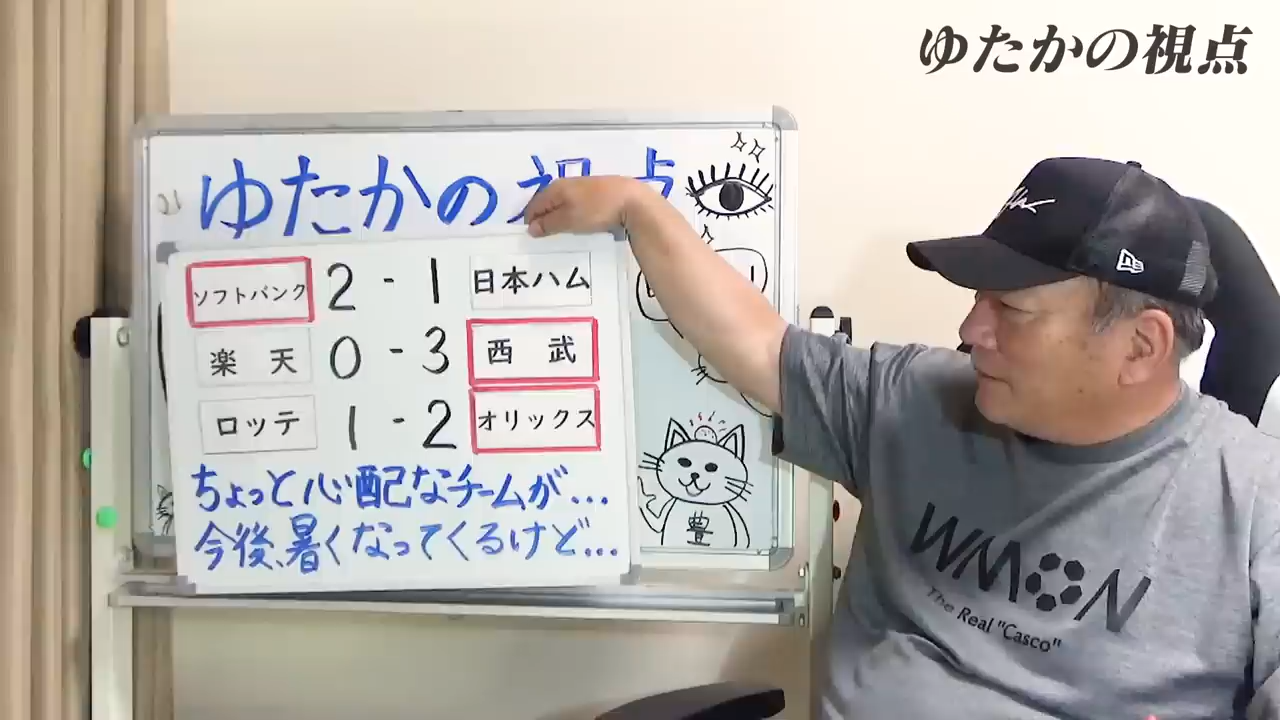 ゆたかの視点
ゆたかの視点
ソフトバンク 2 - 1 日本ハム
楽天 0 - 3 西武
ロッテ 1 - 2 オリックス
ちょっと心配なチームが...
今後、暑くなってくるけど...
豊
WMON
The Real "Casco"